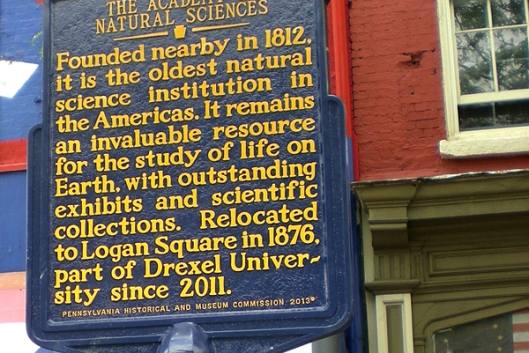 THE ACADEMY
NATURAL SCIENCES
Founded nearby in 1812,
it is the oldest natural
science institution in
the Americas. It remains
an invaluable resource
for the study of life on
Earth, with outstanding
exhibits and scientific
collections. Relocated
to Logan Square in 1876,
part of Drexel Univer-
sity since 2011.
PENNSYLVANIA HISTORICAL AND MUSEUM COMMISSION 2013